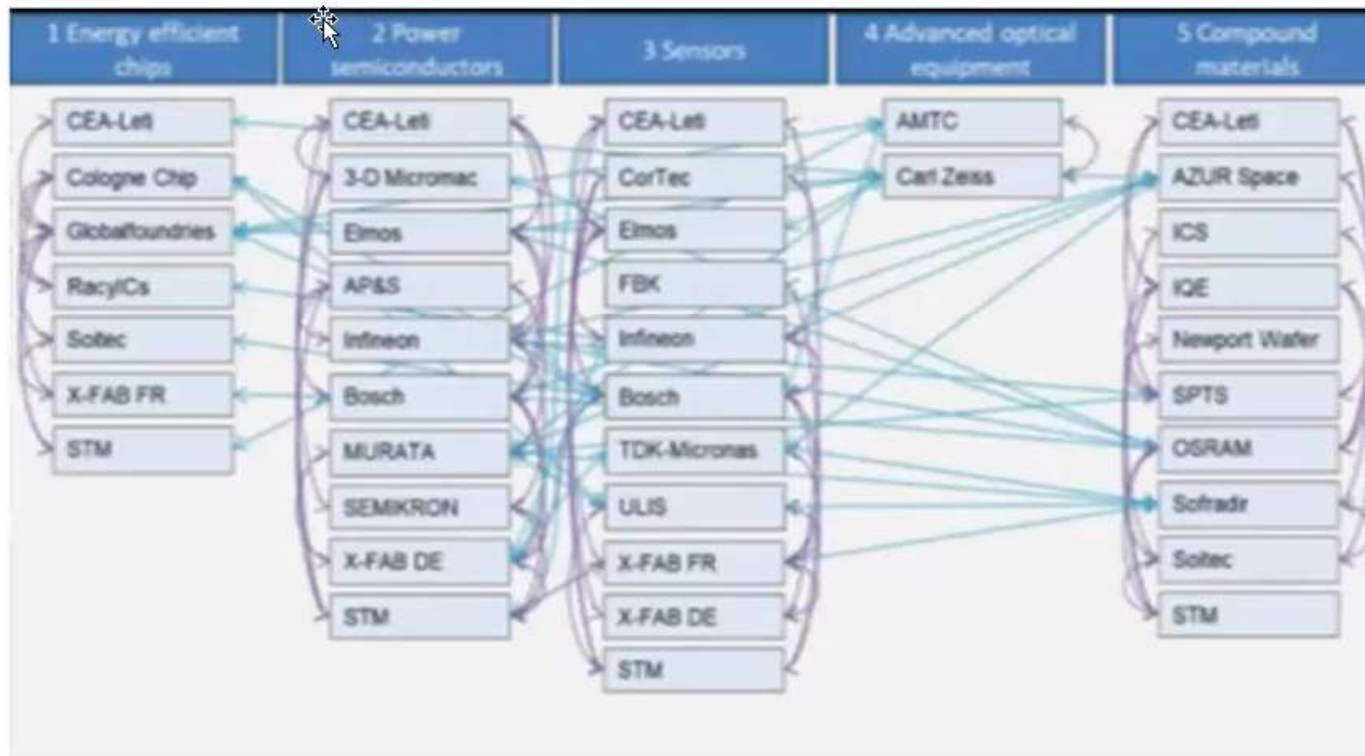 1 Energy efficient
chips
2 Power
semiconductors
3 Sensors
4 Advanced optical
equipment
5 Compound
materials
CEA-Leti
Cologne Chip
Globalfoundries
RacyICs
Soitec
X-FAB FR
STM
CEA-Leti
3-D Micromac
Elmos
AP&S
Infineon
Bosch
MURATA
SEMIKRON
X-FAB DE
STM
CEA-Leti
CorTec
Elmos
FBK
Infineon
Bosch
TDK-Micronas
ULIS
X-FAB FR
X-FAB DE
STM
AMTC
Carl Zeiss
CEA-Leti
AZUR Space
ICS
IQE
Newport Wafer
SPTS
OSRAM
Sofradir
Soitec
STM